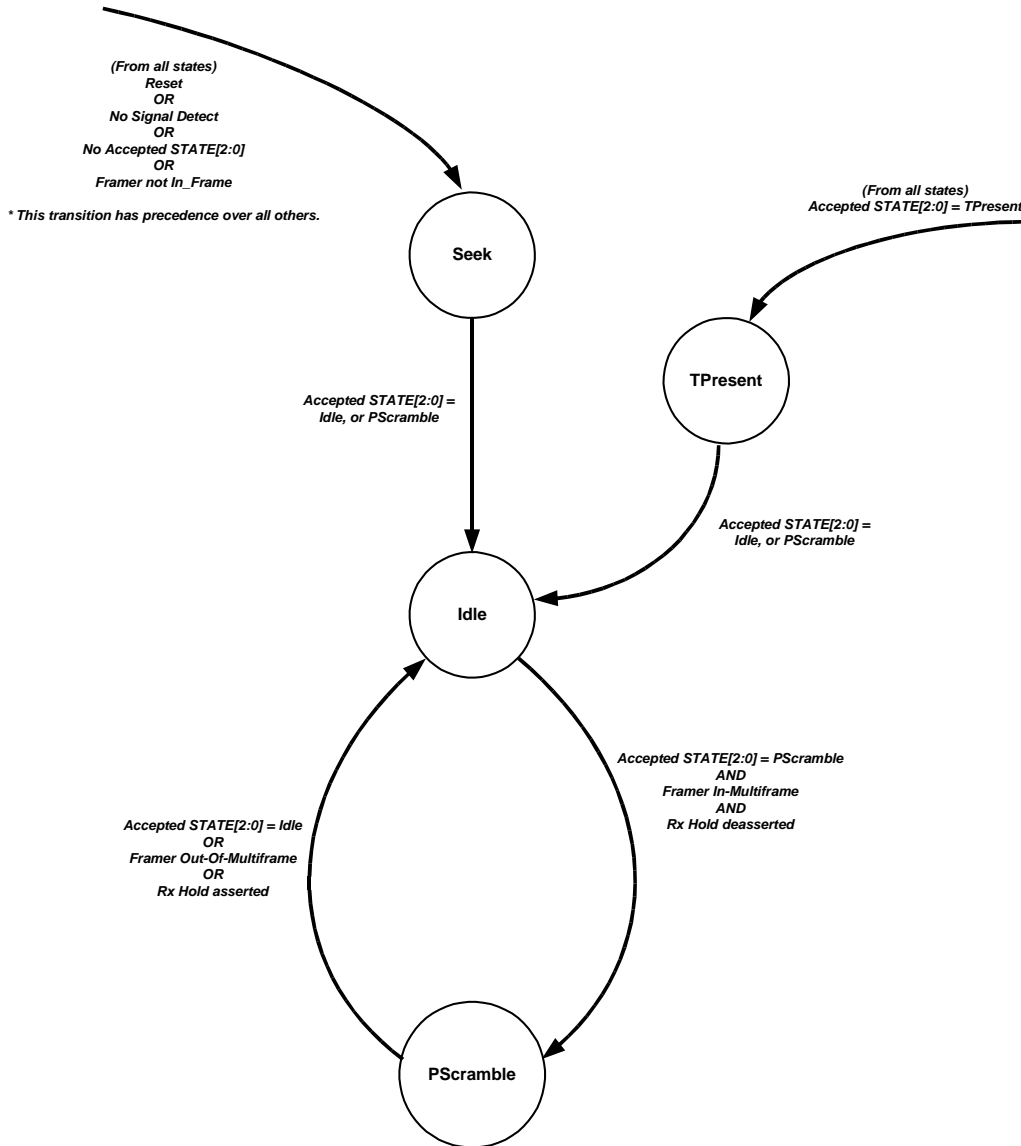 (From all states)
Reset
OR
No Signal Detect
OR
No Accepted STATE[2:0]
OR
Framer not In_Frame
* This transition has precedence over all others.
(From all states)
Accepted STATE[2:0] = TPresent
Seek
TPresent
Accepted STATE[2:0] =
Idle, or PScramble
Accepted STATE[2:0] =
Idle, or PScramble
Idle
Accepted STATE[2:0] = PScramble
AND
Framer In-Multiframe
AND
Rx Hold deasserted
Accepted STATE[2:0] = Idle
OR
Framer Out-Of-Multiframe
OR
Rx Hold asserted
PScramble